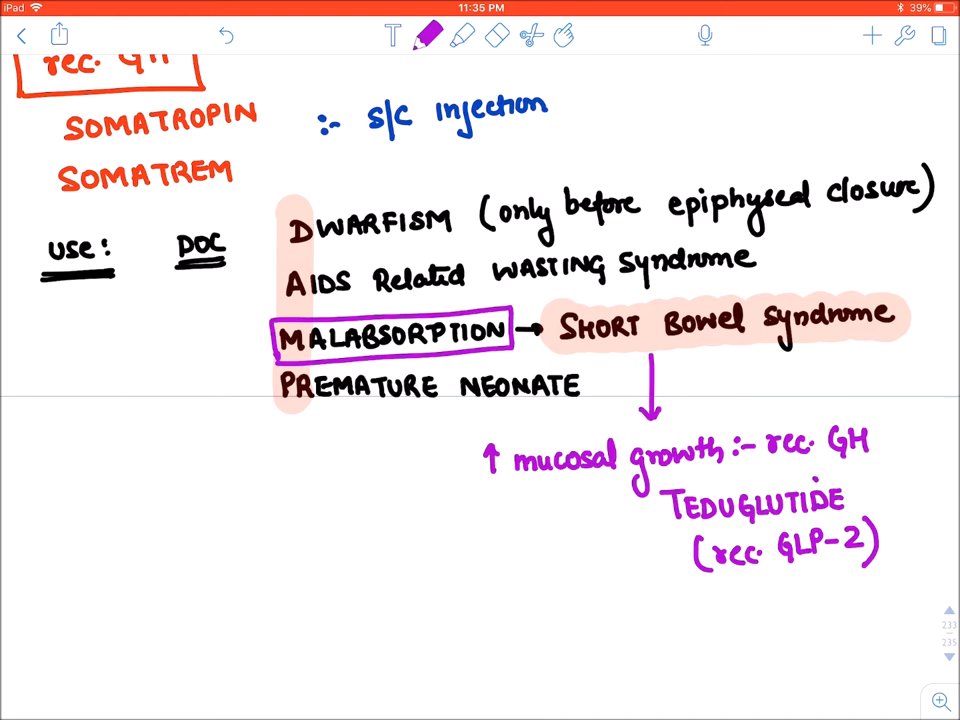 iPad 11:35 PM 39%
T
rec. GH
SOMATROPIN :- S/C Injection
SOMATREM
USE: DOC DWARFISM (only before epiphyseal closure)
AIDS Related WASTING Syndrome
MALABSORPTION → SHORT Bowel Syndrome
PREMATURE NEONATE
↑ mucosal growth :- rec. GH
TEDUGLUTIDE
(rec. GLP-2)
233
235